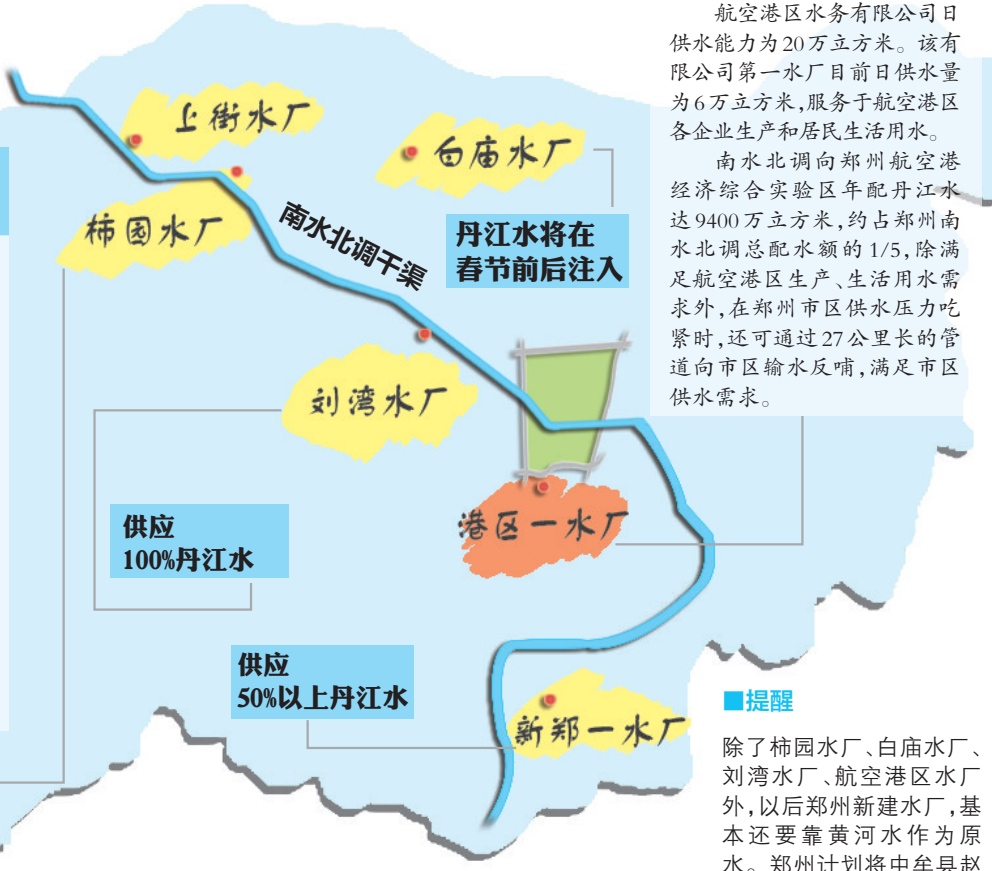 航空港区水务有限公司日
供水能力为20万立方米。该有
限公司第一水厂目前日供水量
为6万立方米,服务于航空港区
各企业生产和居民生活用水。
南水北调向郑州航空港
经济综合实验区年配丹江水
达9400万立方米,约占郑州南
水北调总配水额的1/5,除满
足航空港区生产、生活用水需
求外,在郑州市区供水压力吃
紧时,还可通过27公里长的管
道向市区输水反哺,满足市区
供水需求。
上街水厂
白庙水厂
柿园水厂
南水北调干渠
丹江水将在
春节前后注入
刘湾水厂
港区一水厂
供应
100%丹江水
供应
50%以上丹江水
新郑一水厂
■提醒
除了柿园水厂、白庙水厂、
刘湾水厂、航空港区水厂
外,以后郑州新建水厂,基
本还要靠黄河水作为原
水。郑州计划将中牟县赵